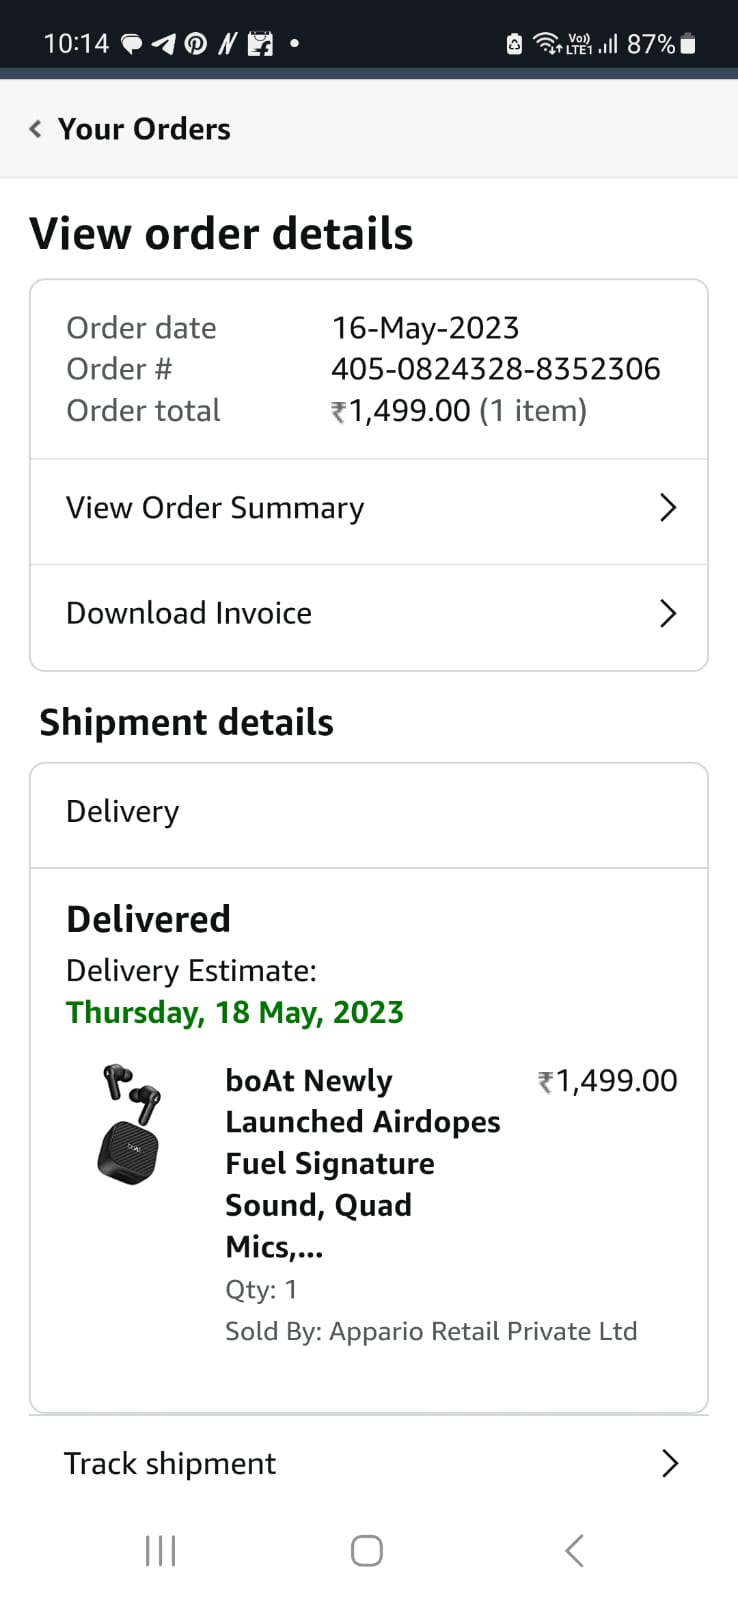 10:14
Vo))
LTE1
87%
Your Orders
View order details
Order date 16-May-2023
Order # 405-0824328-8352306
Order total ₹1,499.00 (1 item)
View Order Summary
Download Invoice
Shipment details
Delivery
Delivered
Delivery Estimate:
Thursday, 18 May, 2023
boAt Newly ₹1,499.00
Launched Airdopes
Fuel Signature
Sound, Quad
Mics,...
Qty: 1
Sold By: Appario Retail Private Ltd
boAt
Track shipment